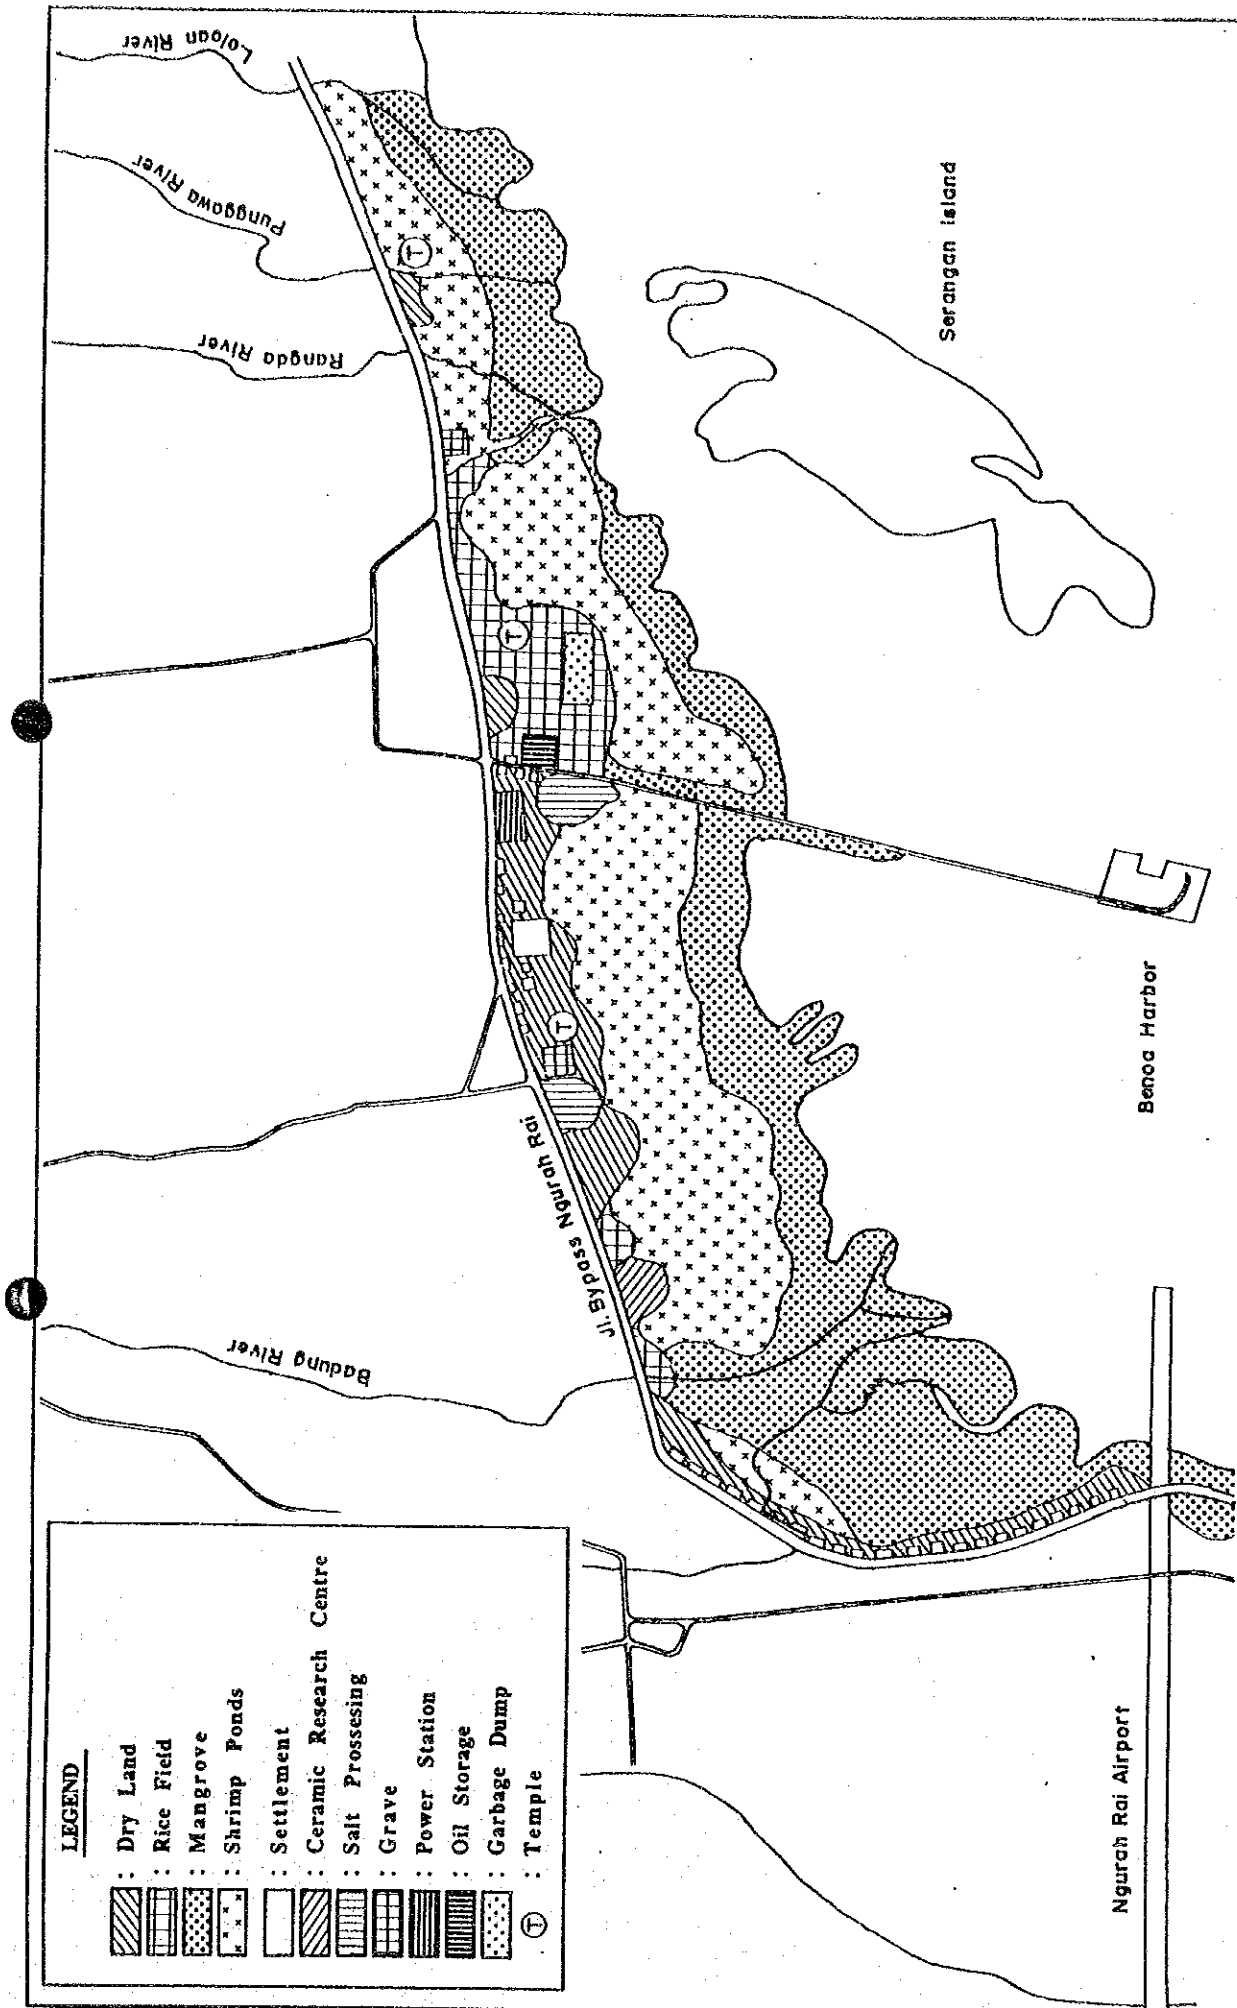 LEGEND
: Dry Land
: Rice Field
: Mangrove
: Shrimp Ponds
: Settlement
: Ceramic Research Centre
: Salt Prossesing
: Grave
: Power Station
: Oil Storage
: Garbage Dump
T : Temple
Badung River
Rangda River
Punggawa River
Lojgan River
Jl. Bypass Ngurah Rai
T
T
T
Serangan Island
Benoa Harbor
Ngurah Rai Airport